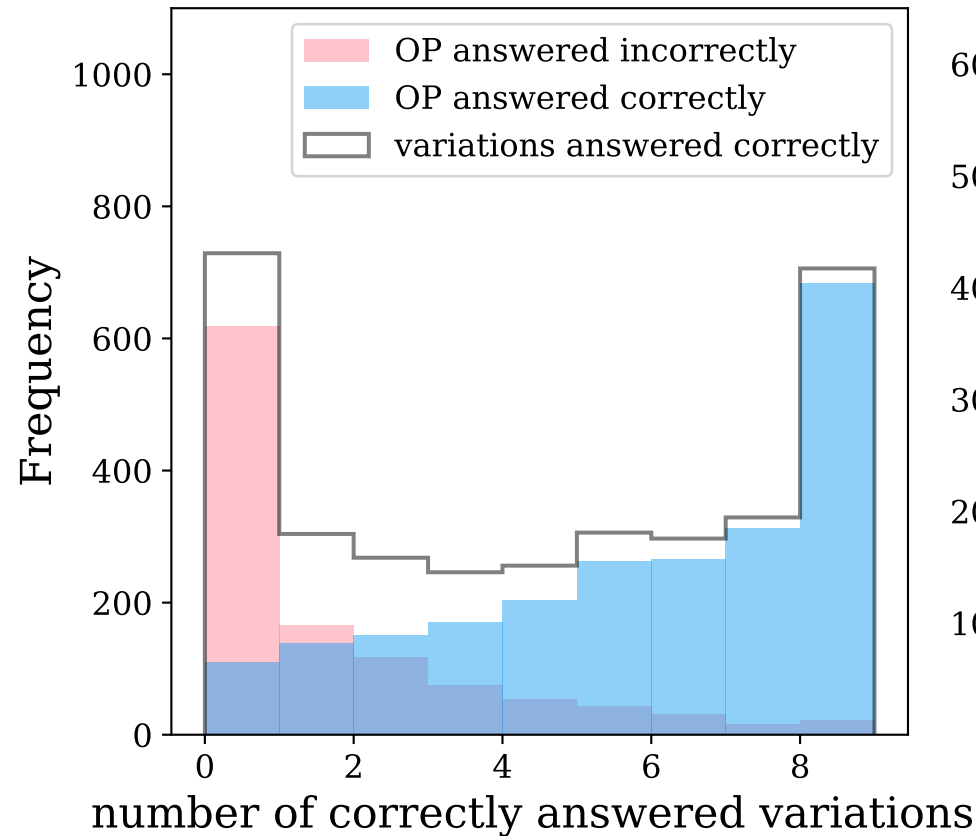 OP answered incorrectly
OP answered correctly
variations answered correctly
1000
800
600
400
200
0
Frequency
0 2 4 6 8
number of correctly answered variations